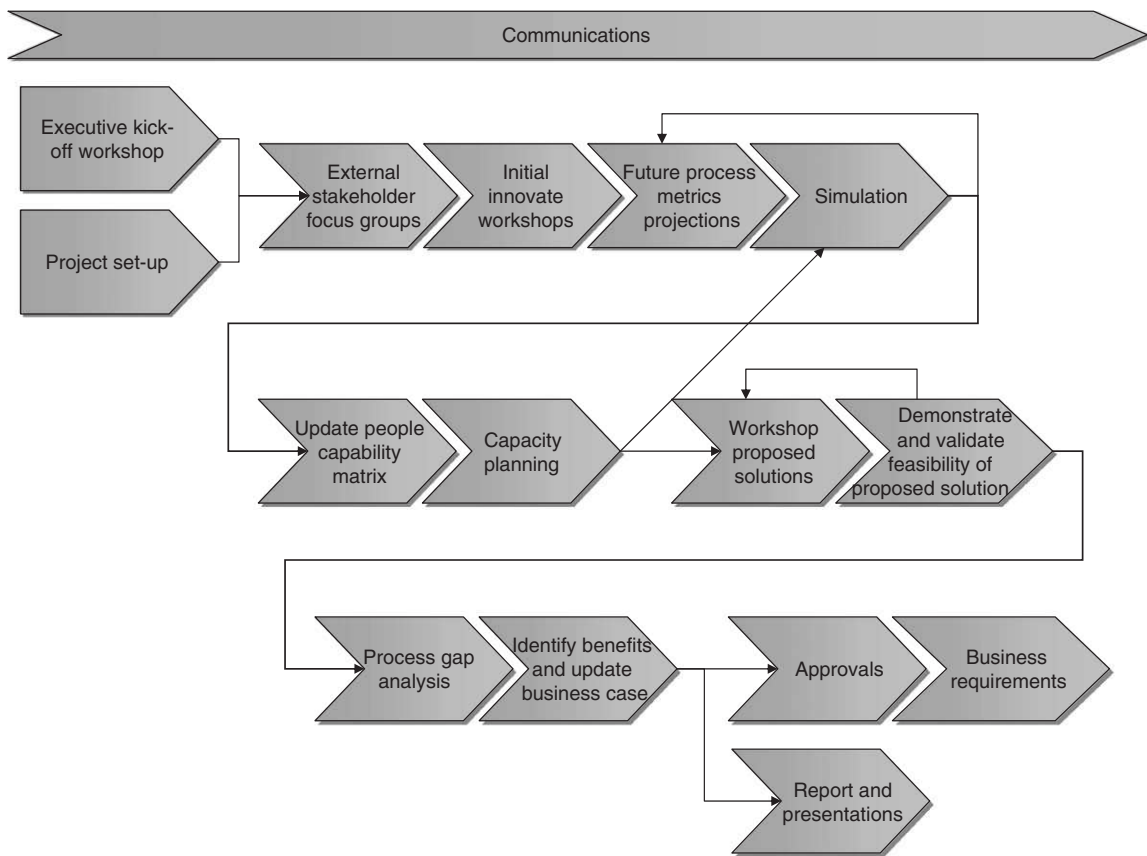 Communications
Executive kick-
off workshop
Project set-up
External
stakeholder
focus groups
Initial
innovate
workshops
Future process
metrics
projections
Simulation
Update people
capability
matrix
Capacity
planning
Workshop
proposed
solutions
Demonstrate
and validate
feasibility of
proposed solution
Process gap
analysis
Identify benefits
and update
business case
Approvals
Business
requirements
Report and
presentations